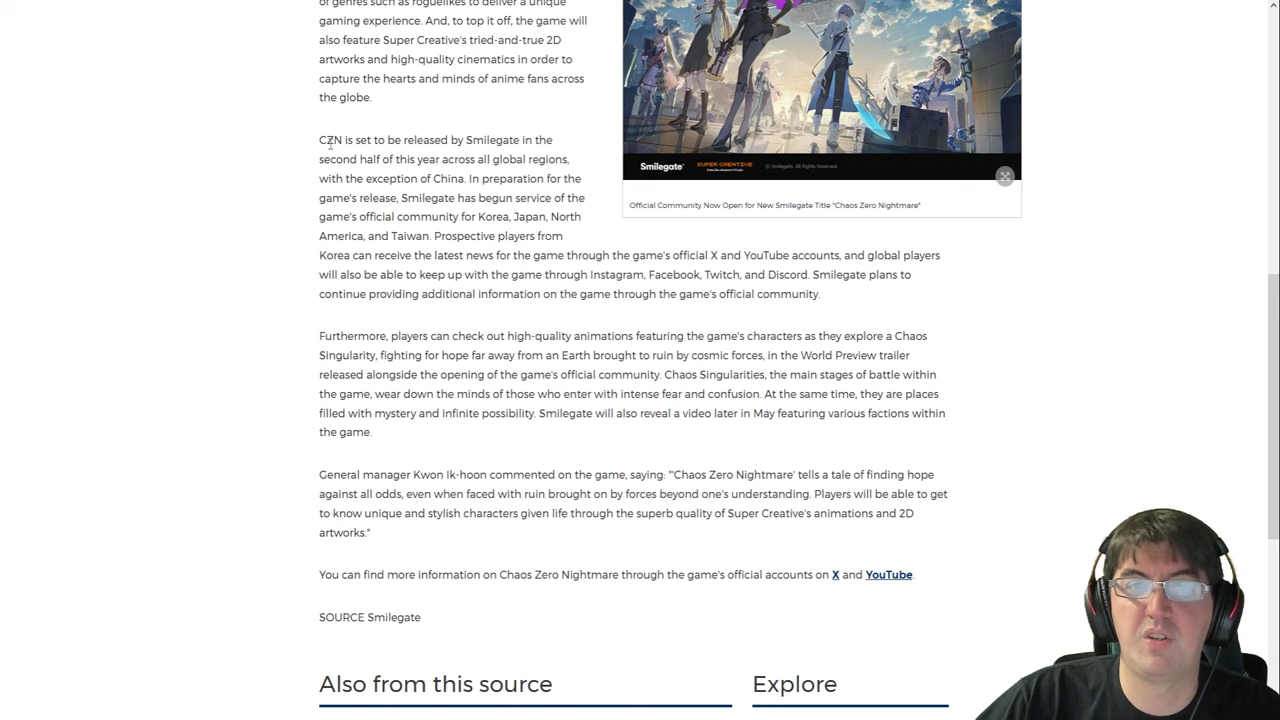 of genres such as roguelikes to deliver a unique
gaming experience. And, to top it off, the game will
also feature Super Creative's tried-and-true 2D
artworks and high-quality cinematics in order to
capture the hearts and minds of anime fans across
the globe.
CZN is set to be released by Smilegate in the
second half of this year across all global regions,
with the exception of China. In preparation for the
game's release, Smilegate has begun service of the
game's official community for Korea, Japan, North
America, and Taiwan. Prospective players from
Korea can receive the latest news for the game through the game's official X and YouTube accounts, and global players
will also be able to keep up with the game through Instagram, Facebook, Twitch, and Discord. Smilegate plans to
continue providing additional information on the game through the game's official community.
Smilegate
SUPER CREATIVE
© Smilegate. All Rights Reserved.
Official Community Now Open for New Smilegate Title "Chaos Zero Nightmare"
Furthermore, players can check out high-quality animations featuring the game's characters as they explore a Chaos
Singularity, fighting for hope far away from an Earth brought to ruin by cosmic forces, in the World Preview trailer
released alongside the opening of the game's official community. Chaos Singularities, the main stages of battle within
the game, wear down the minds of those who enter with intense fear and confusion. At the same time, they are places
filled with mystery and infinite possibility. Smilegate will also reveal a video later in May featuring various factions within
the game.
General manager Kwon Ik-hoon commented on the game, saying: "'Chaos Zero Nightmare' tells a tale of finding hope
against all odds, even when faced with ruin brought on by forces beyond one's understanding. Players will be able to get
to know unique and stylish characters given life through the superb quality of Super Creative's animations and 2D
artworks."
You can find more information on Chaos Zero Nightmare through the game's official accounts on X and YouTube.
SOURCE Smilegate
Also from this source
Explore